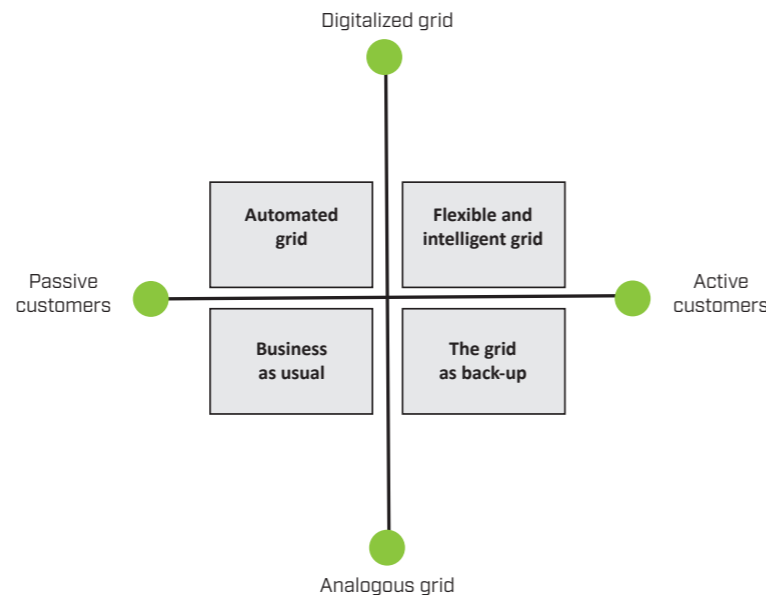 Digitalized grid
Automated
grid
Flexible and
intelligent grid
Passive
customers
Active
customers
Business
as usual
The grid
as back-up
Analogous grid